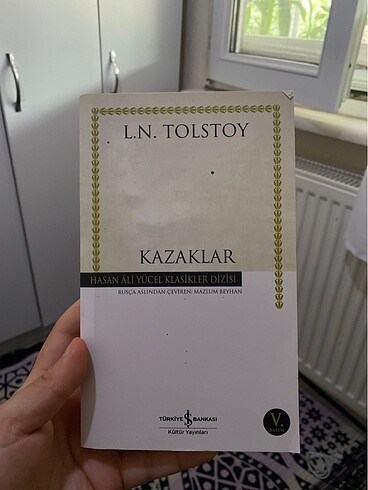 L.N. TOLSTOY
KAZAKLAR
HASAN ÂLİ YÜCEL KLASİKLER DİZİSİ
RUSÇA ASLINDAN ÇEVİREN: MAZLUM BEYHAN
TÜRKİYE İŞ BANKASI
Kültür Yayınları
V.
BASIM